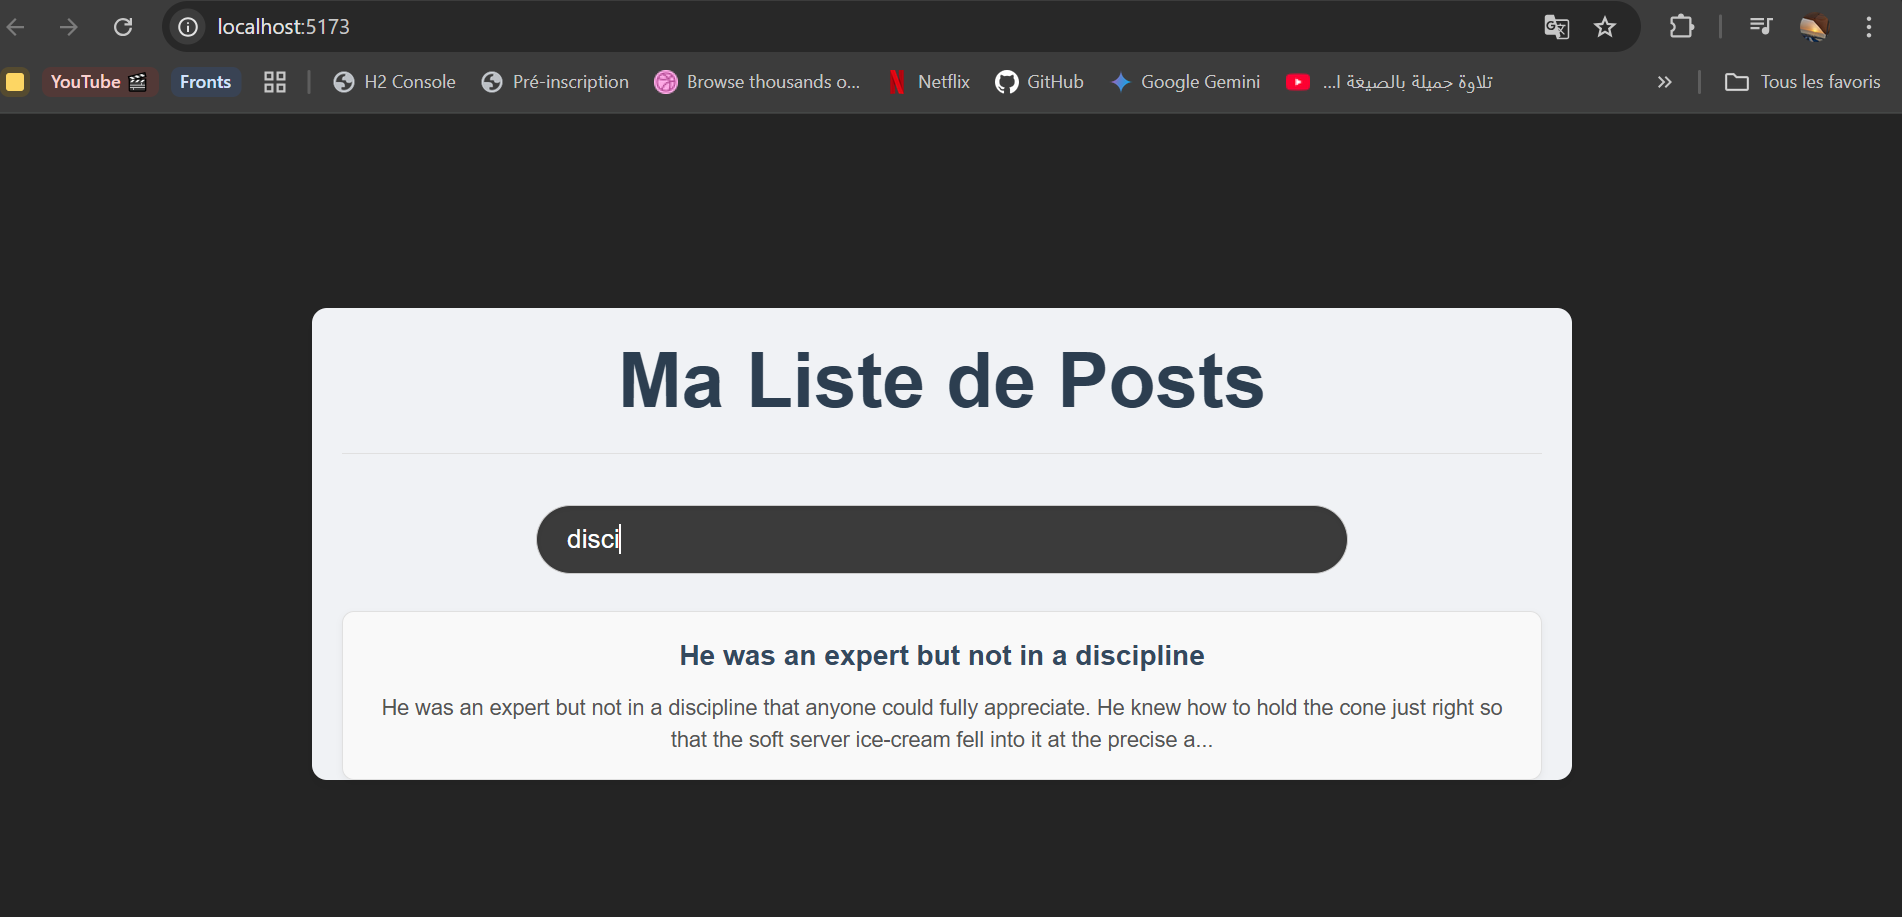 localhost:5173
YouTube 🎬 Fronts H2 Console Pré-inscription Browse thousands o... Netflix GitHub Google Gemini تلاوة جميلة بالصيغة ا... Tous les favoris
Ma Liste de Posts
disci
He was an expert but not in a discipline
He was an expert but not in a discipline that anyone could fully appreciate. He knew how to hold the cone just right so
that the soft server ice-cream fell into it at the precise a...